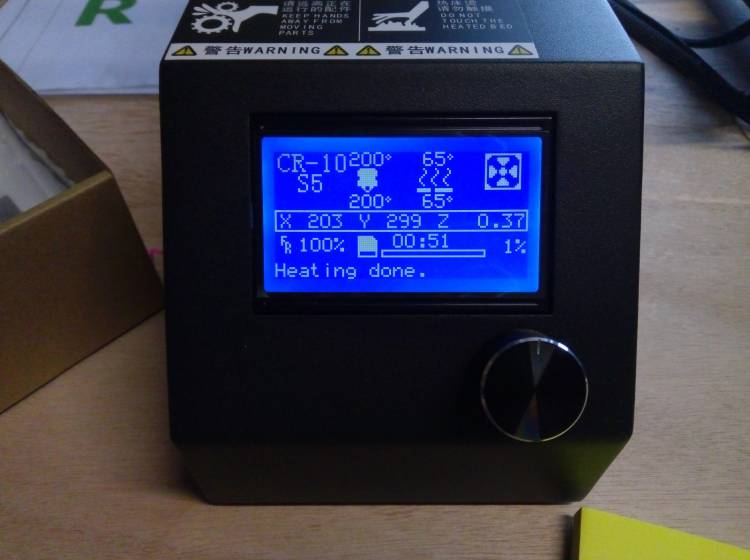 R
请远离正在
运行的配件
KEEP HANDS
AWAY FROM
MOVING
PARTS
热床烫
请勿触摸
DO NOT
TOUCH THE
HEATED BED
警告WARNING
警告WARNING
CR-10 200° 65°
S5
200° 65°
X 203 Y 299 Z 0.37
FR 100% 00:51 1%
Heating done.